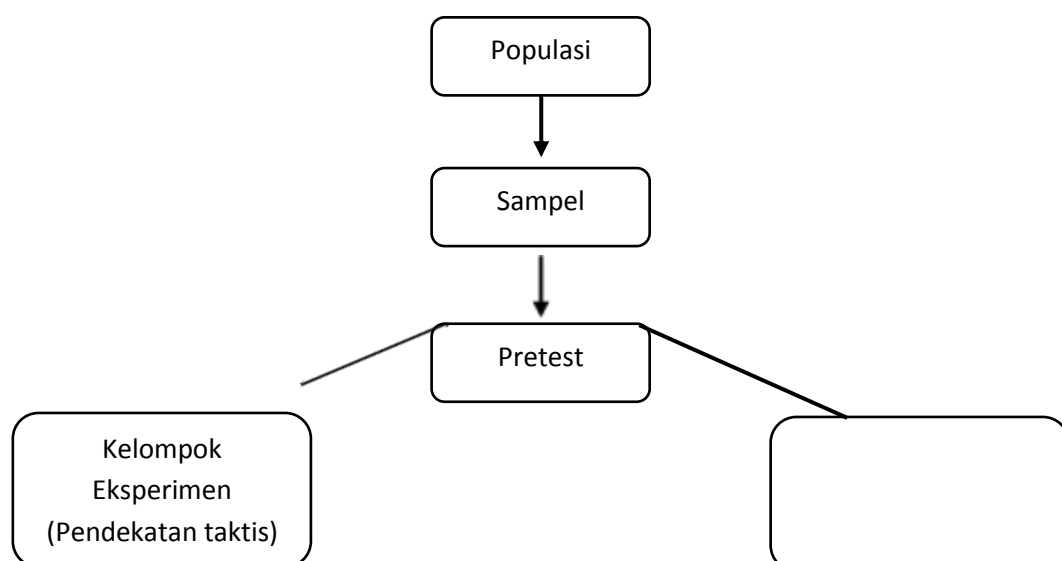 Populasi
Sampel
Pretest
Kelompok
Eksperimen
(Pendekatan taktis)